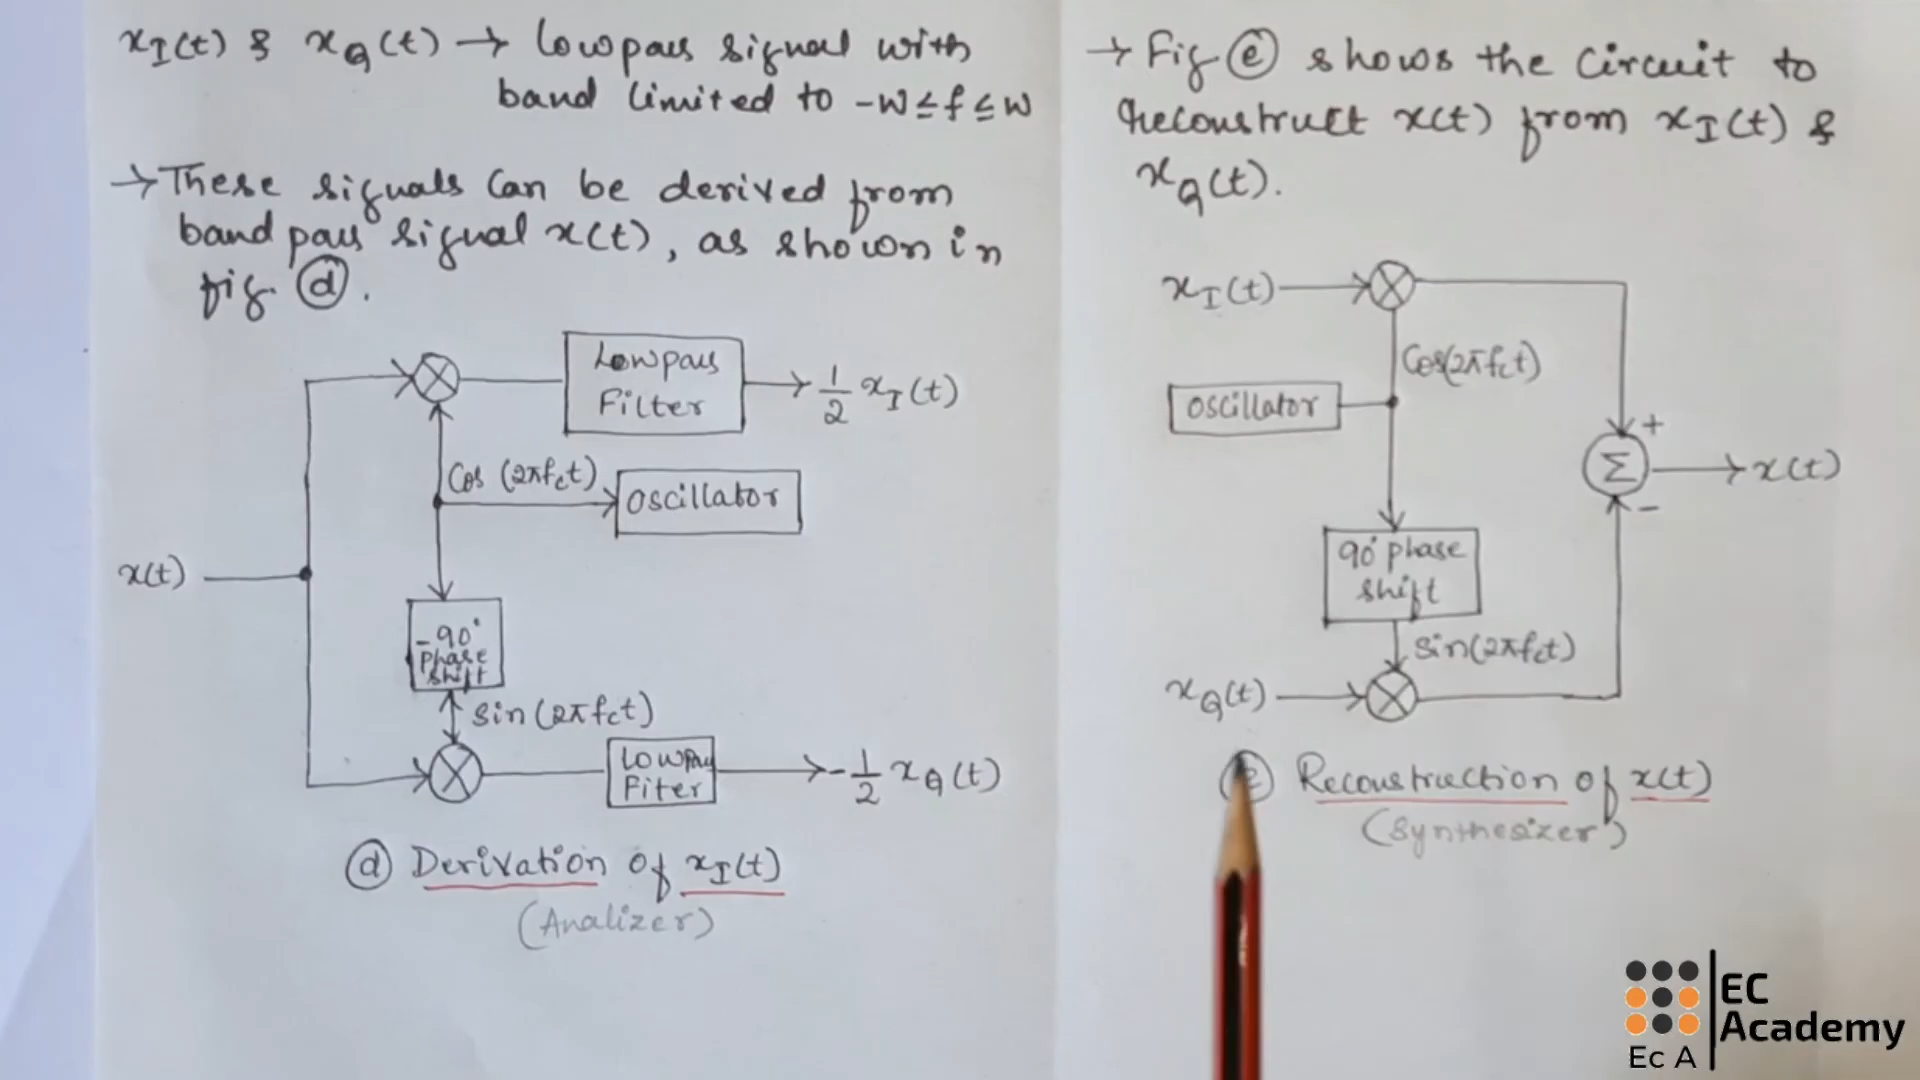 xI(t) & xQ(t) → Lowpass signal with
band limited to -w≤f≤w
→ These signals can be derived from
band pass signal x(t), as shown in
fig. (d).
x(t)
Lowpass
Filter
1/2 xI(t)
Cos (2πfct)
Oscillator
-90°
phase
shift
sin(2πfct)
Lowpas
Fiter
-1/2 xQ(t)
(d) Derivation of xI(t)
(Analizer)
→ Fig (e) shows the circuit to
reconstruct x(t) from xI(t) &
xQ(t).
xI(t)
Cos(2πfct)
Oscillator
+
Σ
x(t)
-
90° phase
shift
sin(2πfct)
xQ(t)
(e) Reconstruction of x(t)
(Synthesizer)
EC
Academy
Ec A